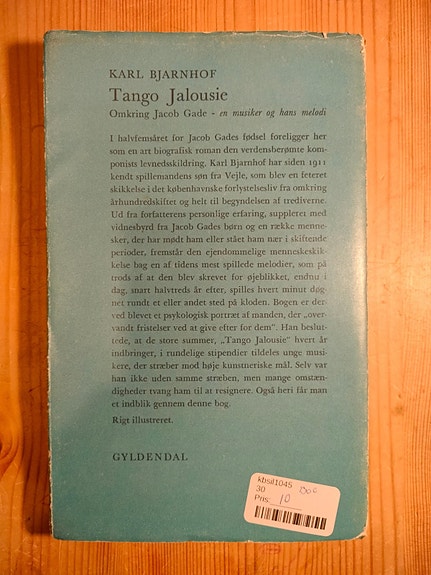 KARL BJARNHOF
Tango Jalousie
Omkring Jacob Gade - en musiker og hans melodi
I halvfemsåret for Jacob Gades fødsel foreligger her
som en art biografisk roman den verdensberømte kom-
ponists levnedsskildring. Karl Bjarnhof har siden 1911
kendt spillemandens søn fra Vejle, som blev en feteret
skikkelse i det københavnske forlystelsesliv fra omkring
århundredskiftet og helt til begyndelsen af trediverne.
Ud fra forfatterens personlige erfaring, suppleret med
vidnesbyrd fra Jacob Gades børn og en række menne-
sker, der har mødt ham eller stået ham nær i skiftende
perioder, fremstår den ejendommelige menneskeskik-
kelse bag en af tidens mest spillede melodier, som på
trods af at den blev skrevet for øjeblikket, endnu i
dag, snart halvtreds år efter, spilles hvert minut døg-
net rundt et eller andet sted på kloden. Bogen er der-
ved blevet et psykologisk portræt af manden, der „over-
vandt fristelser ved at give efter for dem". Han beslut-
tede, at de store summer, „Tango Jalousie" hvert år
indbringer, i rundelige stipendier tildeles unge musi-
kere, der stræber mod høje kunstneriske mål. Selv var
han ikke uden samme stræben, men mange omstæn-
digheder tvang ham til at resignere. Også heri får man
et indblik gennem denne bog.
Rigt illustreret.
GYLDENDAL
kbsil1045
30
Pris: 10